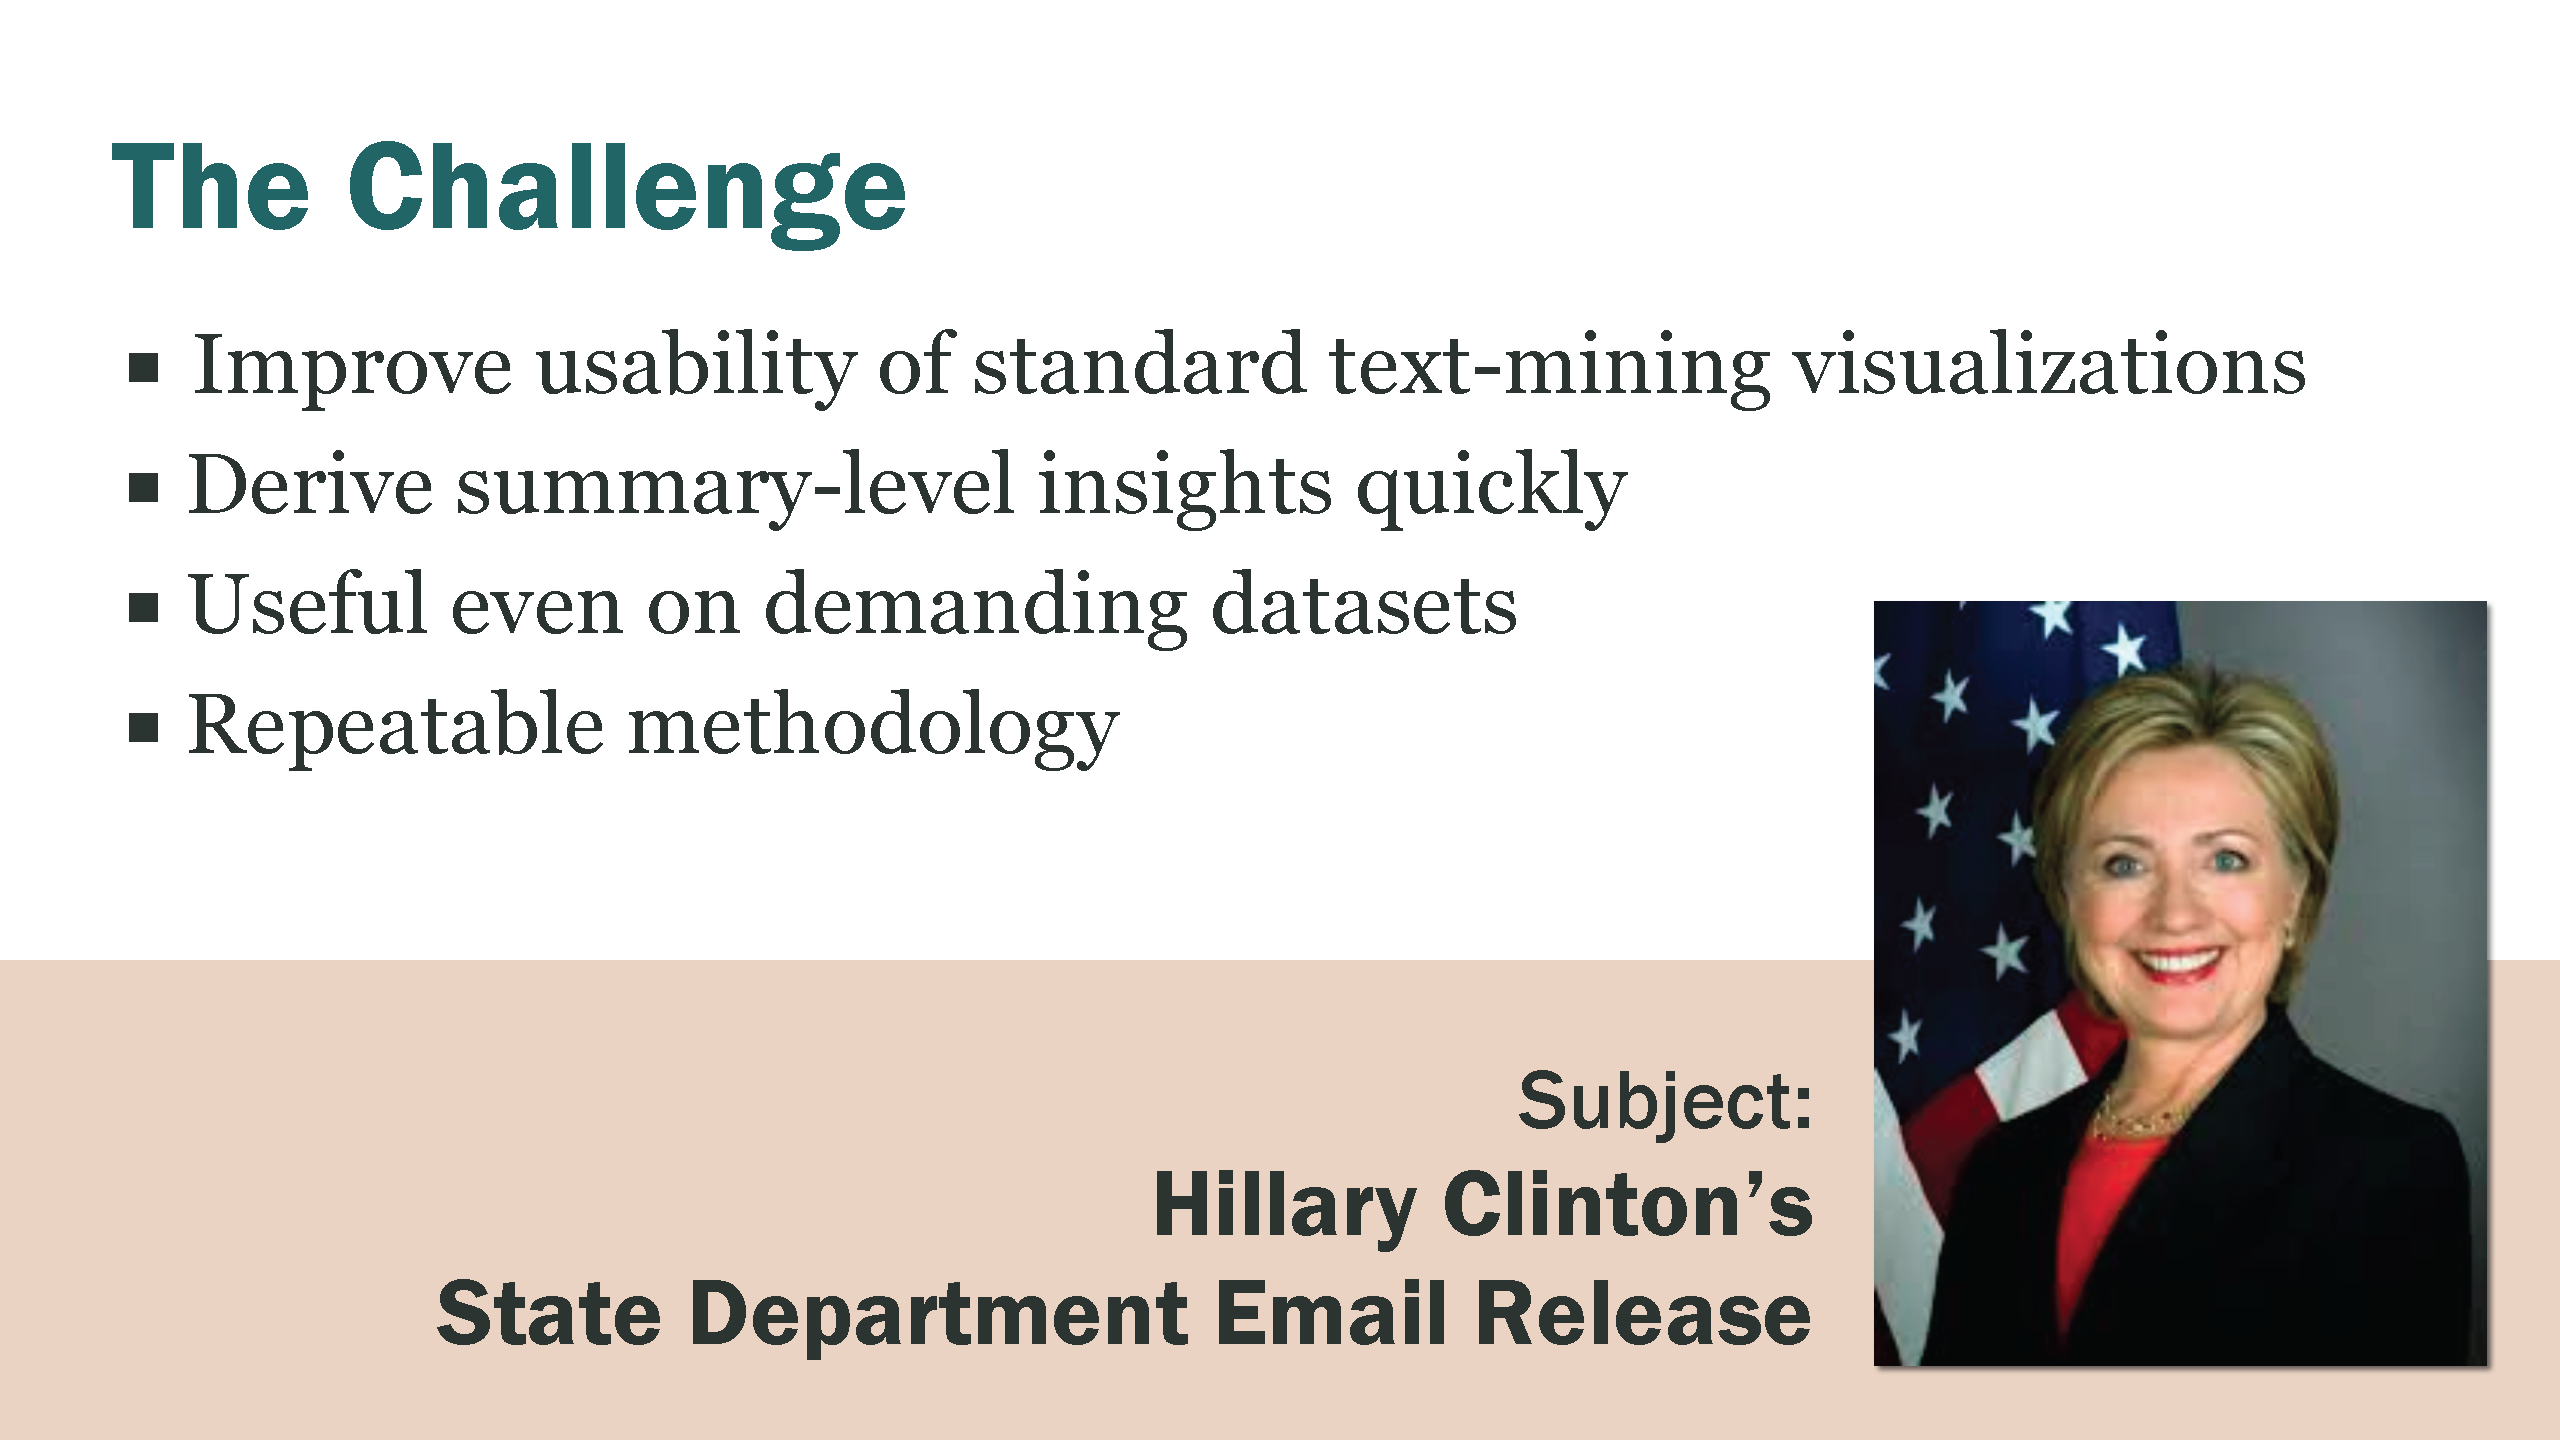 The Challenge
▪ Improve usability of standard text-mining visualizations
▪ Derive summary-level insights quickly
▪ Useful even on demanding datasets
▪ Repeatable methodology
Subject:
Hillary Clinton’s
State Department Email Release